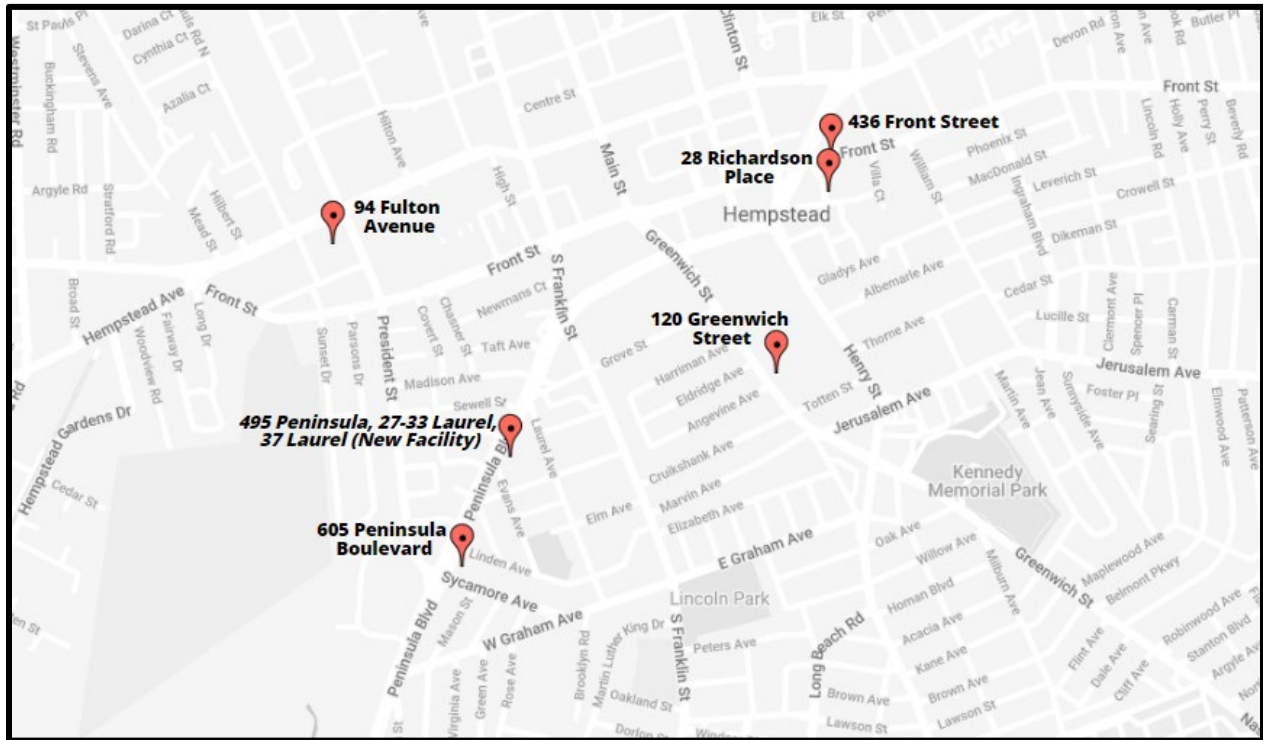 St Pauls Pl
Darina Ct
Cynthia Ct
uls Rd N
Stevens Ave
Westminster Rd
Buckingham Rd
Azalia Ct
Ave
Clinton St
Elk St
Devon Rd
ron Ave
Butler Pl
Front St
Centre St
Hilton Ave
Main St
High St
436 Front Street
Front St
28 Richardson
Place
Villa Ct
William St
Phoenix St
MacDonald St
Lincoln Rd
Holly Ave
Perry St
Beverly Rd
Leverich St
Crowell St
Ingraham Blvd
Argyle Rd
Stratford Rd
Hilbert St
Mead St
94 Fulton
Avenue
Hempstead
Dikeman St
Front St
S Franklin St
Greenwich St
Gladys Ave
Albemarle Ave
Cedar St
Broad St
Hempstead Ave
Front St
Fairway Dr
Long Dr
Woodview Rd
Sunset Dr
Parsons Dr
President St
Covert St
Chasner St
Newmans Ct
Taft Ave
Madison Ave
Sewell St
120 Greenwich
Street
Grove St
Harriman Ave
Eldridge Ave
Angevine Ave
Henry St
Thorne Ave
Totten St
Jerusalem Ave
Lucille St
Clermont Ave
Spencer Pl
Carman St
Jerusalem Ave
Martin Ave
Jean Ave
Sunnyside Ave
Foster Pl
Searing St
Elmwood Ave
Patterson Ave
Hempstead Gardens Dr
Cedar St
495 Peninsula, 27-33 Laurel,
37 Laurel (New Facility)
Peninsula Bl
Laurel Ave
Evans Ave
Cruikshank Ave
Marvin Ave
Elizabeth Ave
Elm Ave
Kennedy
Memorial Park
605 Peninsula
Boulevard
Linden Ave
Sycamore Ave
E Graham Ave
Oak Ave
Willow Ave
Homan Blvd
Acacia Ave
Kane Ave
Brown Ave
Milburn Ave
Greenwich St
Maplewood Ave
Belmont Pkwy
Lincoln Park
Peninsula Blvd
Mason St
W Graham Ave
Brooklyn Rd
Martin Luther King Dr
S Franklin St
Peters Ave
Long Beach Rd
Flint Ave
Dale Ave
Cliff Ave
Robinwood Ave
Stanton Blvd
Argyle Av
Virginia Ave
Green Ave
Rose Ave
Oakland St
Brown Ave
Lawson St
Lawson St
St